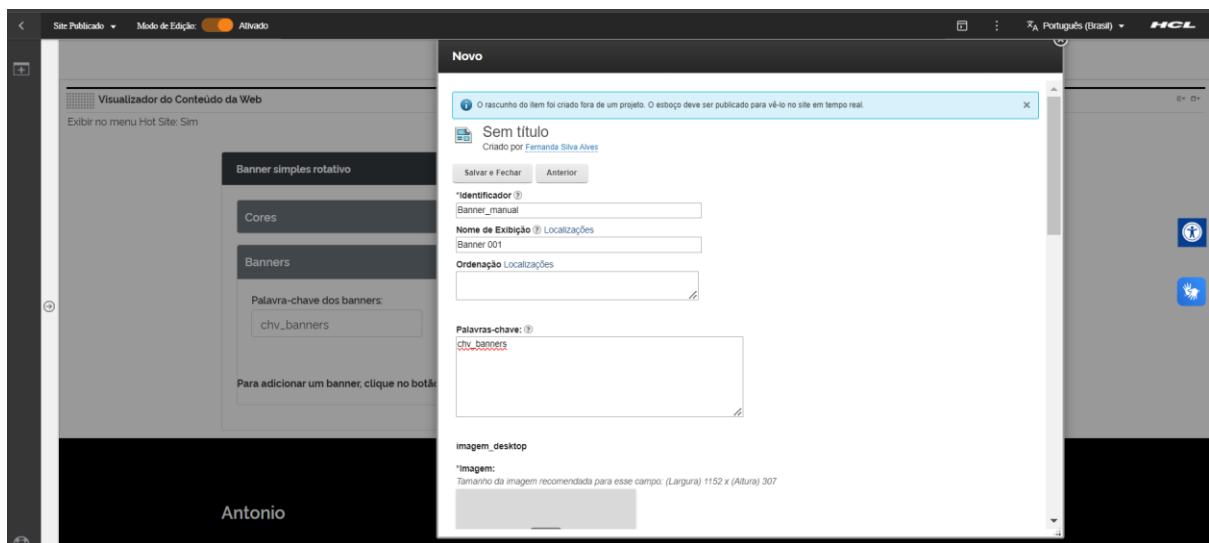 Site Publicado
Modo de Edição:
Ativado
Português (Brasil)
HCL
Visualizador do Conteúdo da Web
Exibir no menu Hot Site: Sim
Banner simples rotativo
Cores
Banners
Palavra-chave dos banners:
chv_banners
Para adicionar um banner, clique no botã
Antonio
Novo
O rascunho do item foi criado fora de um projeto. O esboço deve ser publicado para vê-lo no site em tempo real.
Sem título
Criado por Fernanda Silva Alves
Salvar e Fechar
Anterior
*Identificador
Banner_manual
Nome de Exibição Localizações
Banner 001
Ordenação Localizações
Palavras-chave:
chv_banners
imagem_desktop
*Imagem:
Tamanho da imagem recomendada para esse campo: (Largura) 1152 x (Altura) 307